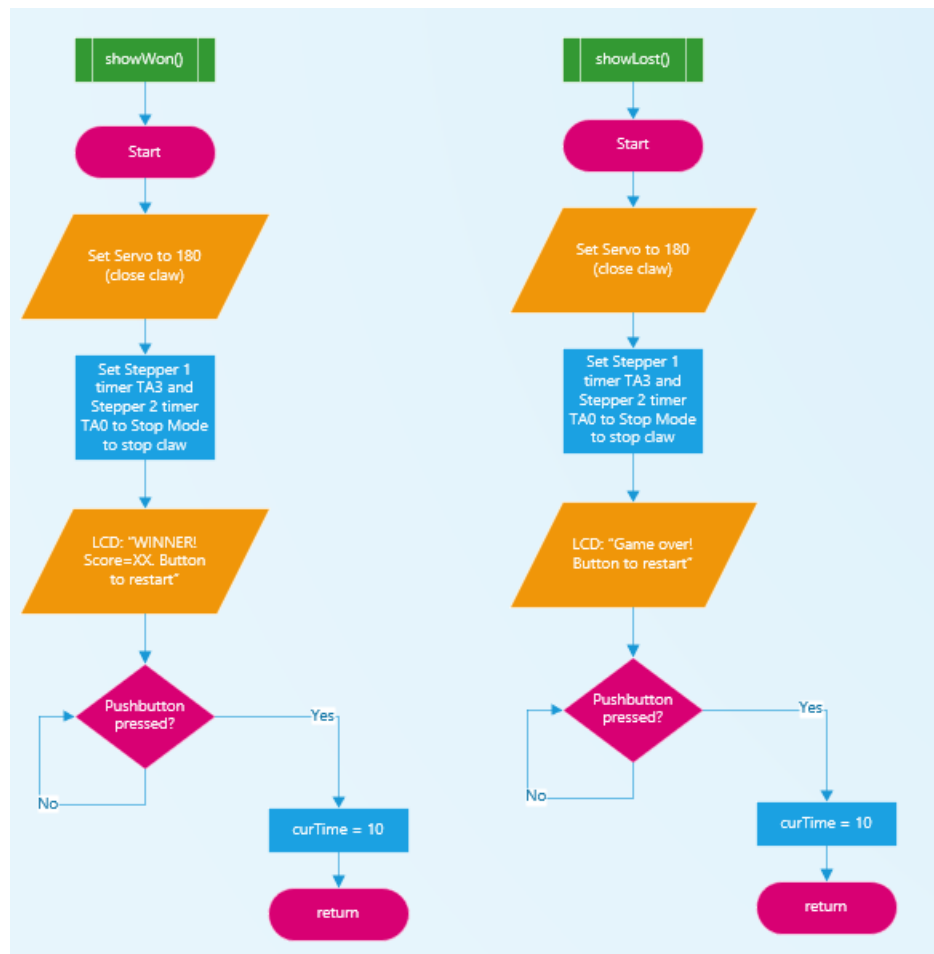 showWon()
Start
Set Servo to 180
(close claw)
Set Stepper 1
timer TA3 and
Stepper 2 timer
TA0 to Stop Mode
to stop claw
LCD: "WINNER!
Score=XX. Button
to restart"
Pushbutton
pressed?
Yes
No
curTime = 10
return
showLost()
Start
Set Servo to 180
(close claw)
Set Stepper 1
timer TA3 and
Stepper 2 timer
TA0 to Stop Mode
to stop claw
LCD: "Game over!
Button to restart"
Pushbutton
pressed?
Yes
No
curTime = 10
return